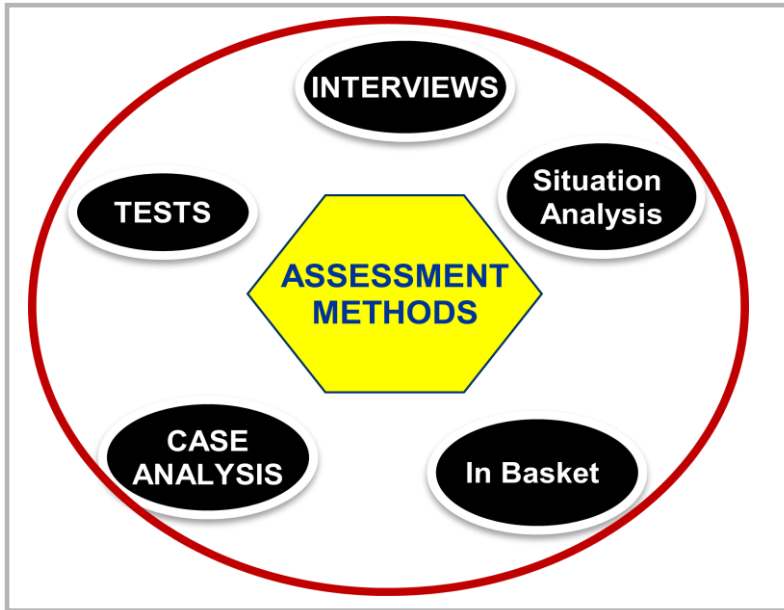 INTERVIEWS
Situation
Analysis
TESTS
ASSESSMENT
METHODS
CASE
ANALYSIS
In Basket